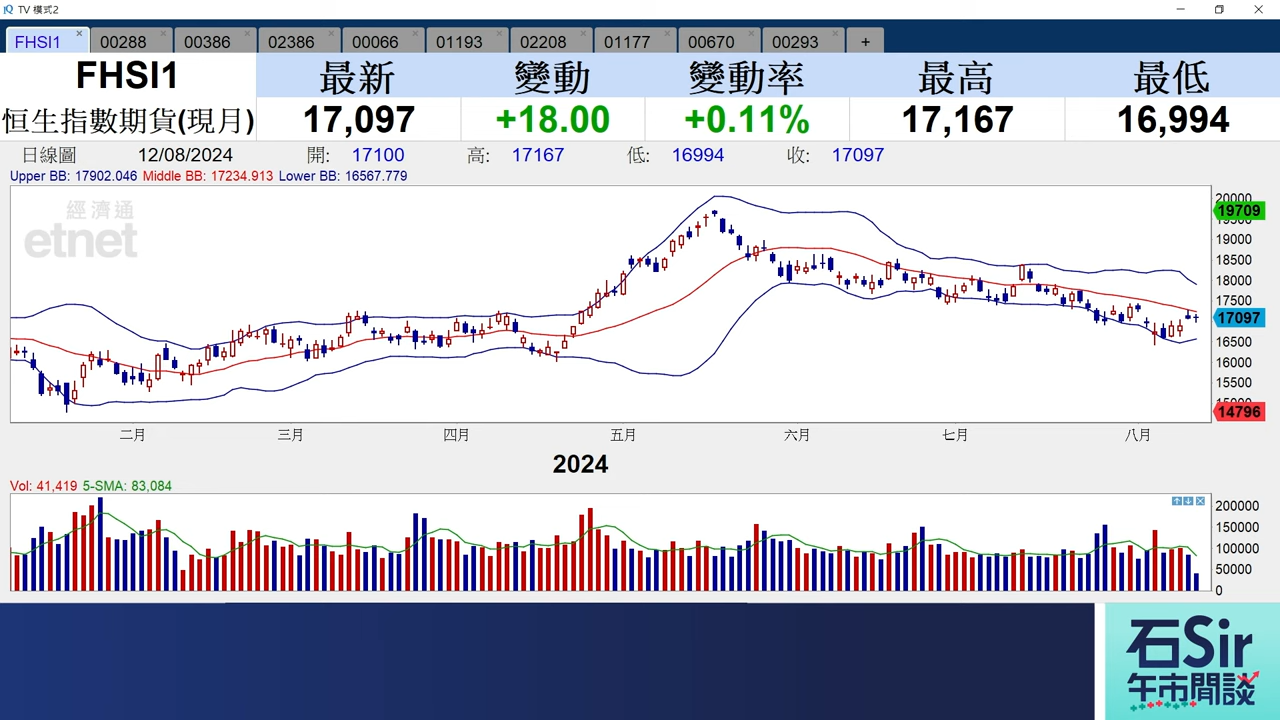 TV 模式2
FHSI1 00288 00386 02386 00066 01193 02208 01177 00670 00293 +
FHSI1 最新 變動 變動率 最高 最低
恒生指數期貨(現月) 17,097 +18.00 +0.11% 17,167 16,994
日線圖 12/08/2024 開: 17100 高: 17167 低: 16994 收: 17097
Upper BB: 17902.046 Middle BB: 17234.913 Lower BB: 16567.779
經濟通
etnet
20000
19709
19000
18500
18000
17500
17097
16500
16000
15500
14796
二月 三月 四月 五月 六月 七月 八月
2024
Vol: 41,419 5-SMA: 83,084
200000
150000
100000
50000
0
石Sir
午市閒談